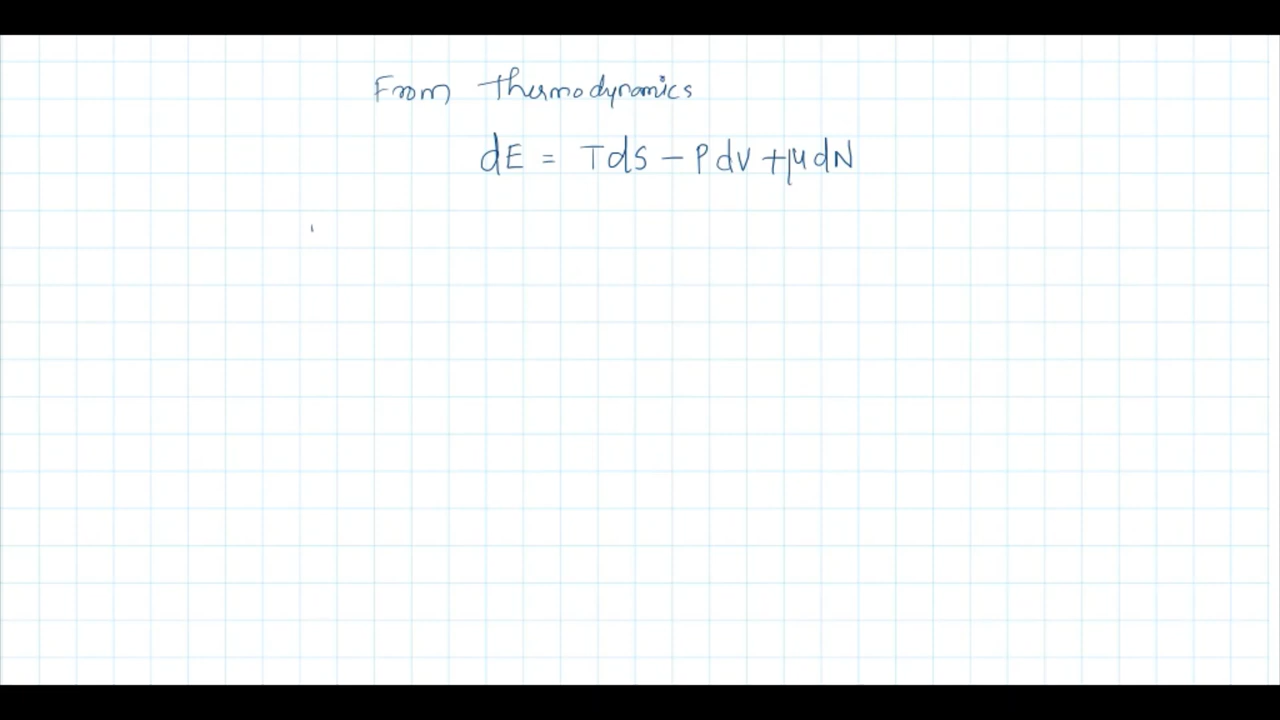 From thermodynamics
dE = TdS - PdV + μdN